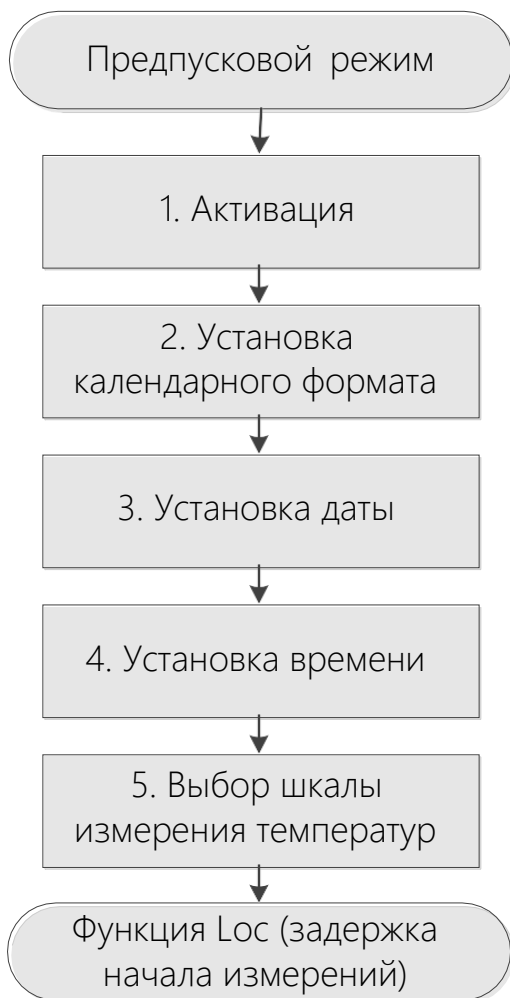 Предпусковой режим
1. Активация
2. Установка
календарного формата
3. Установка даты
4. Установка времени
5. Выбор шкалы
измерения температур
Функция Loc (задержка
начала измерений)